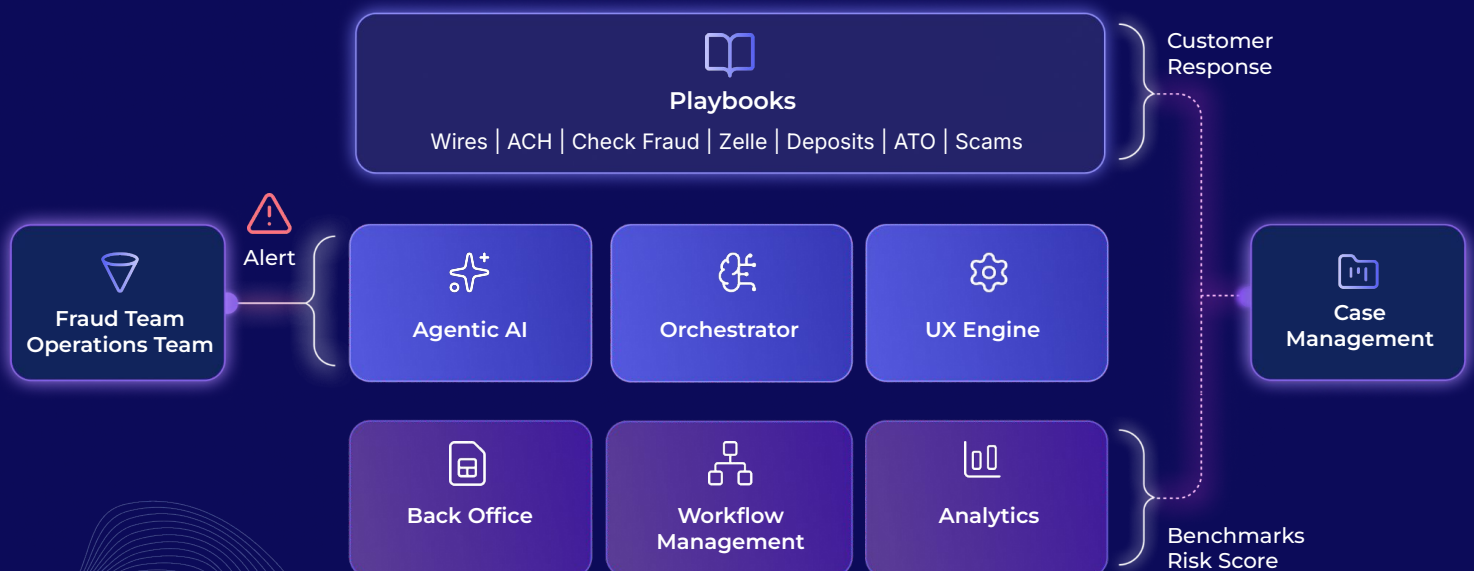 Customer
Response
Playbooks
Wires | ACH | Check Fraud | Zelle | Deposits | ATO | Scams
Alert
Fraud Team
Operations Team
Agentic AI
Orchestrator
UX Engine
Case
Management
Back Office
Workflow
Management
Analytics
Benchmarks
Risk Score